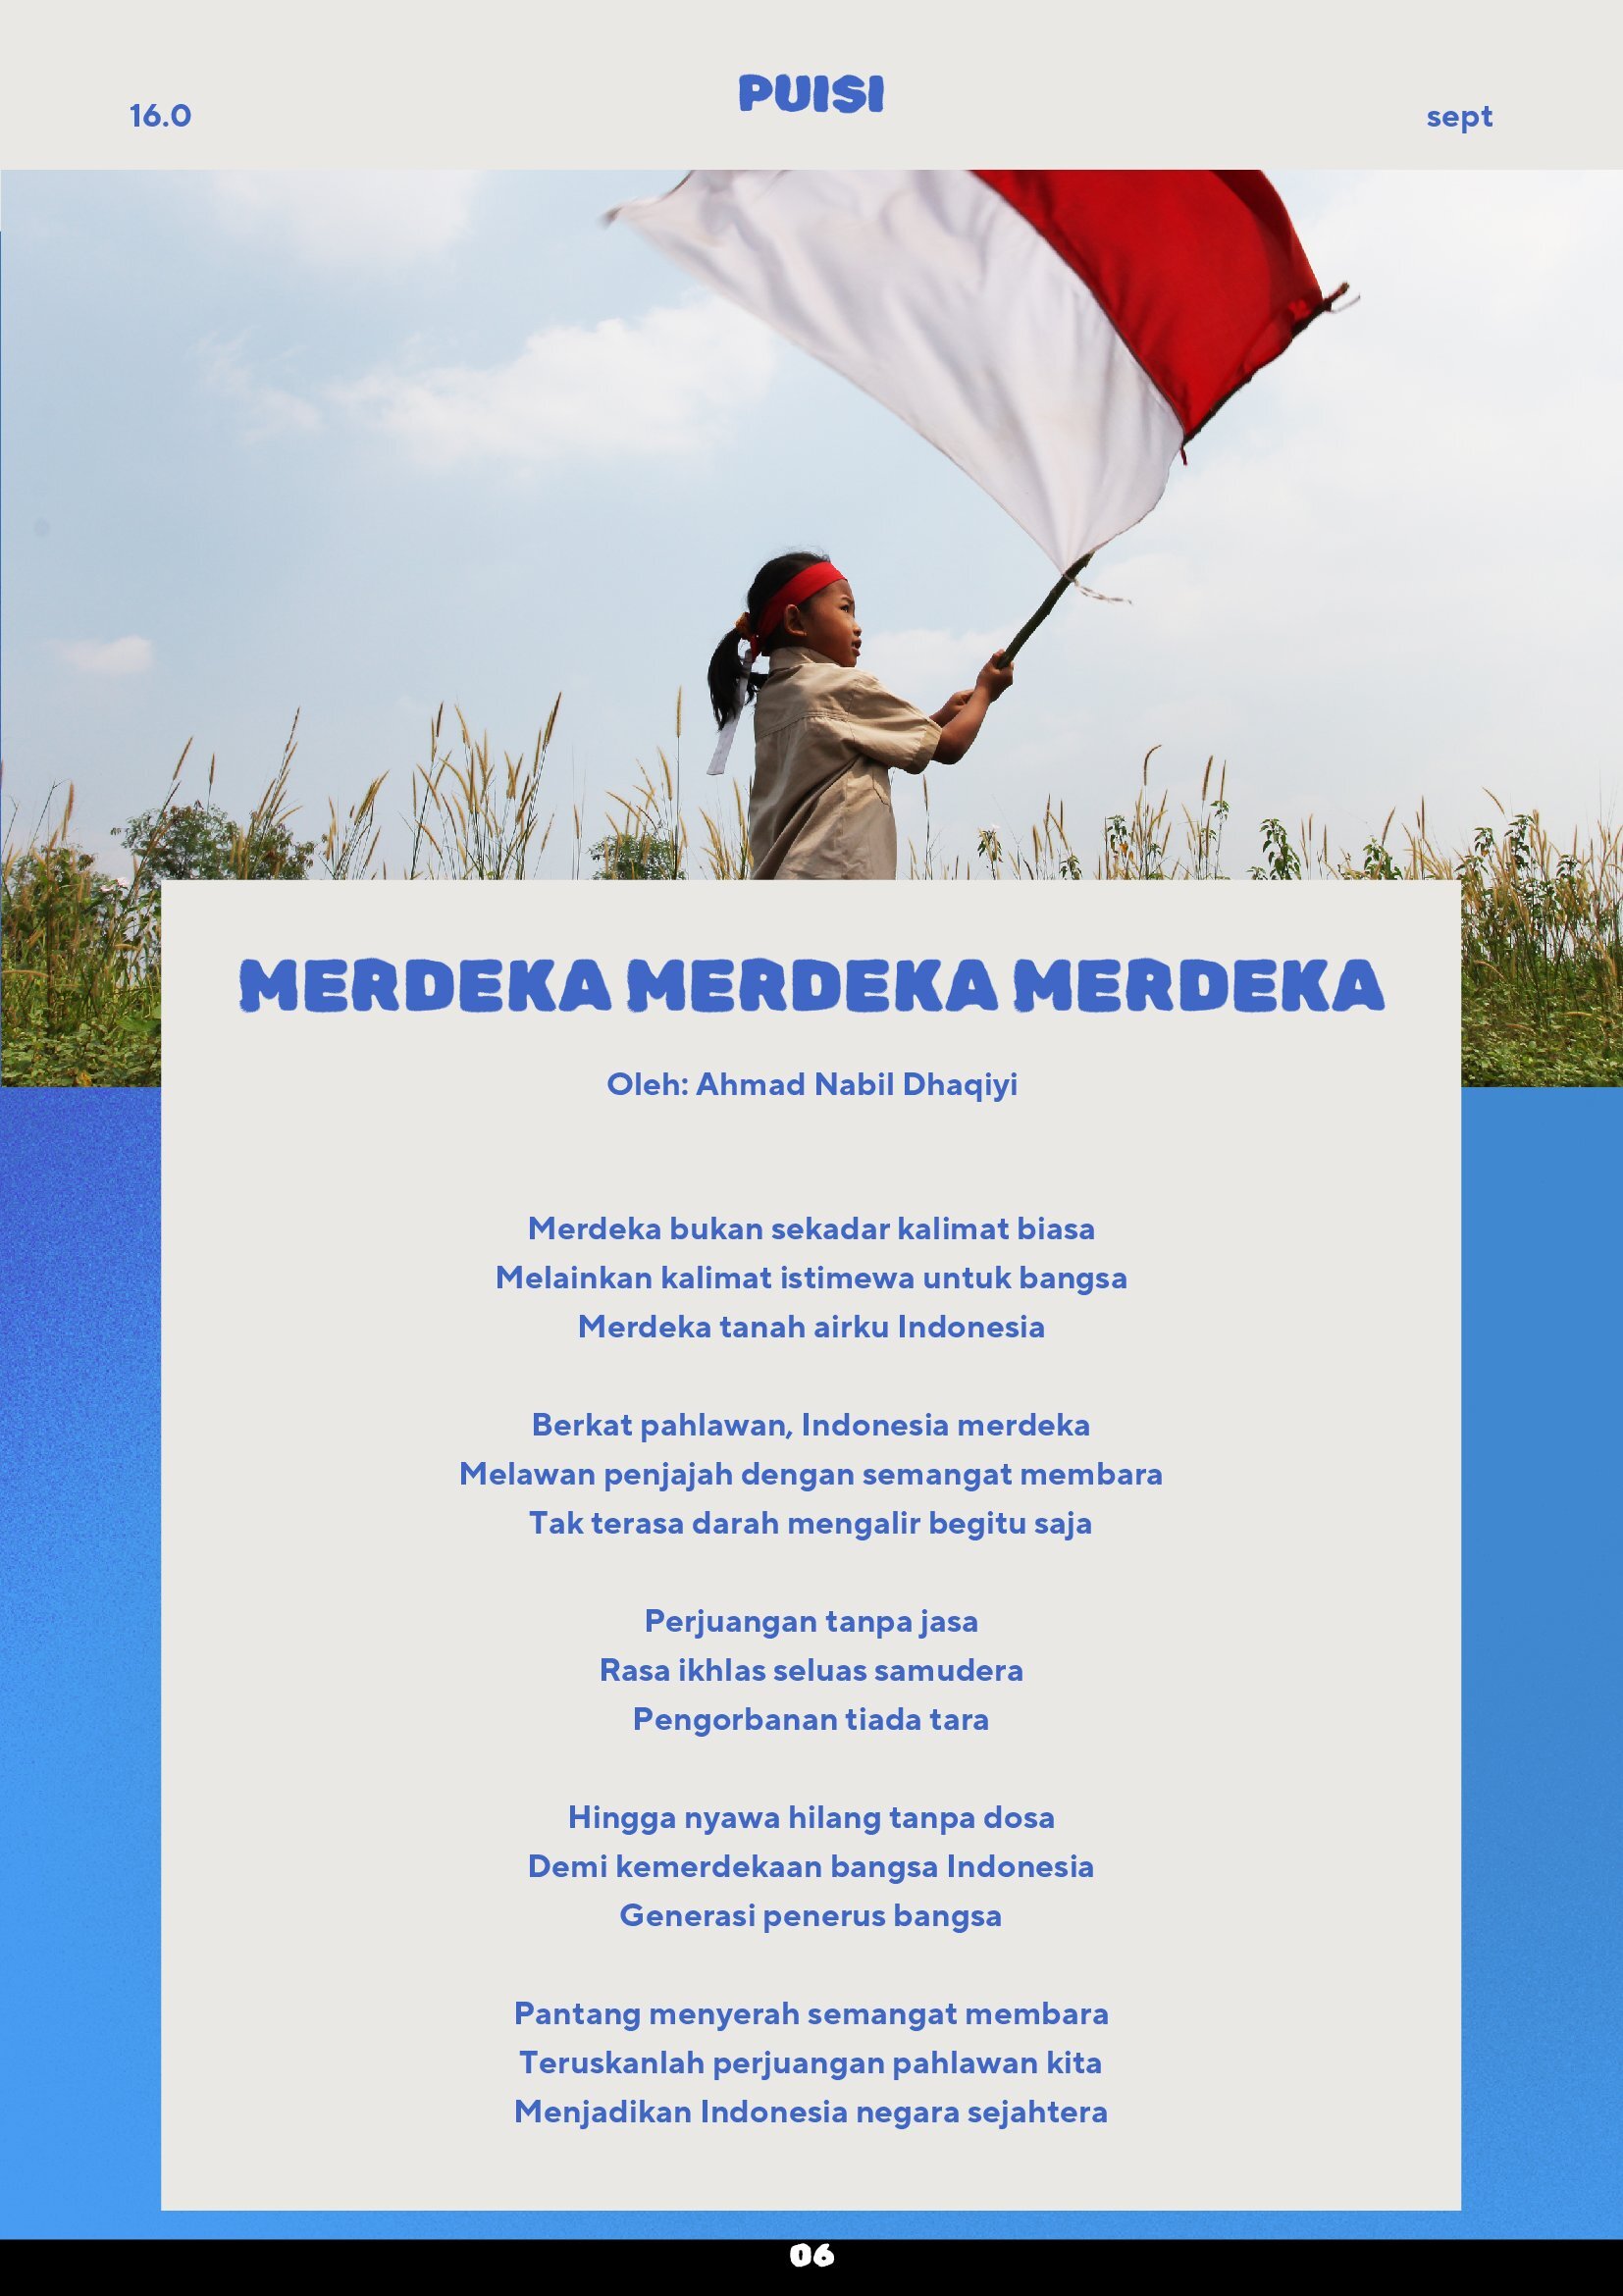 16.0
PUISI
sept
MERDEKA MERDEKA MERDEKA
Oleh: Ahmad Nabil Dhaqiyi
Merdeka bukan sekadar kalimat biasa
Melainkan kalimat istimewa untuk bangsa
Merdeka tanah airku Indonesia
Berkat pahlawan, Indonesia merdeka
Melawan penjajah dengan semangat membara
Tak terasa darah mengalir begitu saja
Perjuangan tanpa jasa
Rasa ikhlas seluas samudera
Pengorbanan tiada tara
Hingga nyawa hilang tanpa dosa
Demi kemerdekaan bangsa Indonesia
Generasi penerus bangsa
Pantang menyerah semangat membara
Teruskanlah perjuangan pahlawan kita
Menjadikan Indonesia negara sejahtera
06